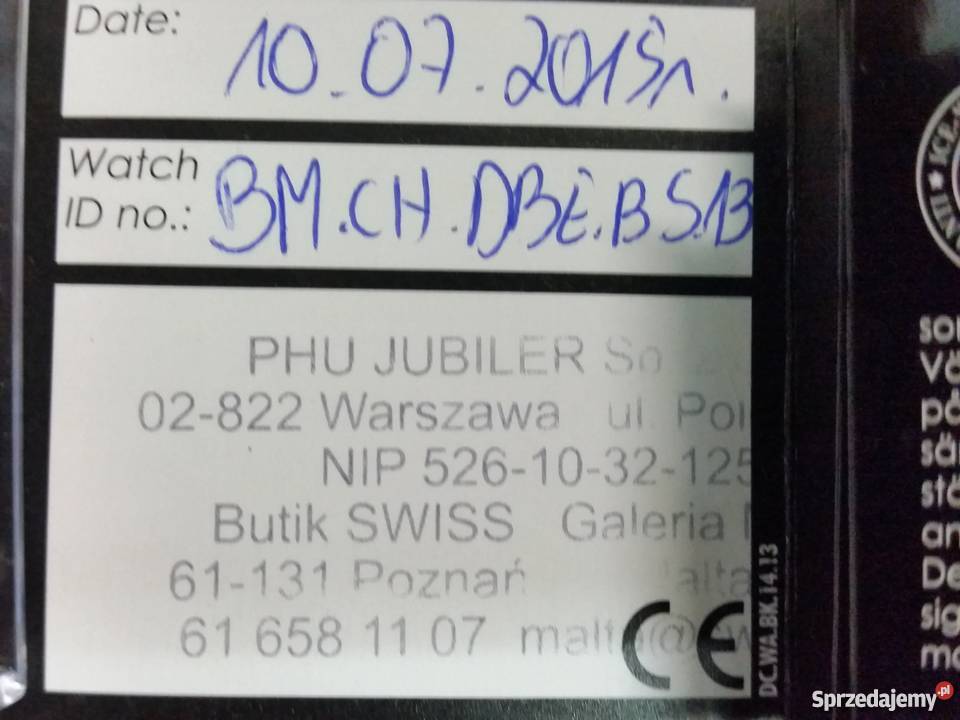 Date: 10.07.2015r.
Watch
ID no.: BM.CH.DBE.B S.13
PHU JUBILER
02-822 Warszawa ul.
NIP 526-10-32-125
Butik SWISS Galeria
61-131 Poznań
61 658 11 07
DC.WA.BK.14.13
CE
Sprzedajemy.pl